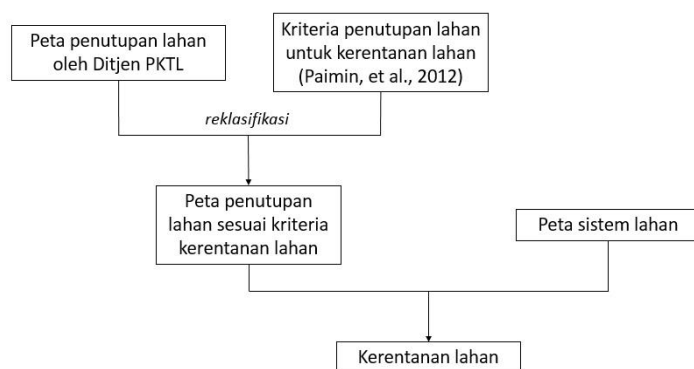 Peta penutupan lahan
oleh Ditjen PKTL
Kriteria penutupan lahan
untuk kerentanan lahan
(Paimin, et al., 2012)
reklasifikasi
Peta penutupan
lahan sesuai kriteria
kerentanan lahan
Peta sistem lahan
Kerentanan lahan